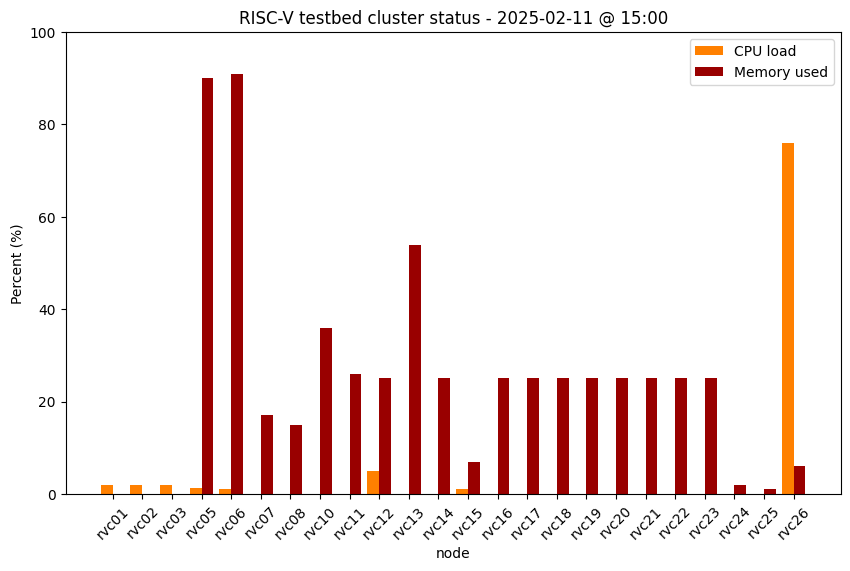 RISC-V testbed cluster status - 2025-02-11 @ 15:00
CPU load
Memory used
Percent (%)
100
80
60
40
20
0
rvc01 rvc02 rvc03 rvc05 rvc06 rvc07 rvc08 rvc10 rvc11 rvc12 rvc13 rvc14 rvc15 rvc16 rvc17 rvc18 rvc19 rvc20 rvc21 rvc22 rvc23 rvc24 rvc25 rvc26
node